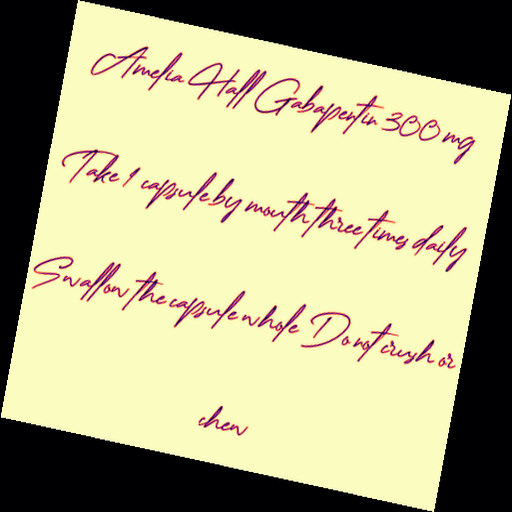 Amelia Hall Gabapentin 300 mg
Take 1 capsule by mouth three times daily
Swallow the capsule whole Do not crush or
chew